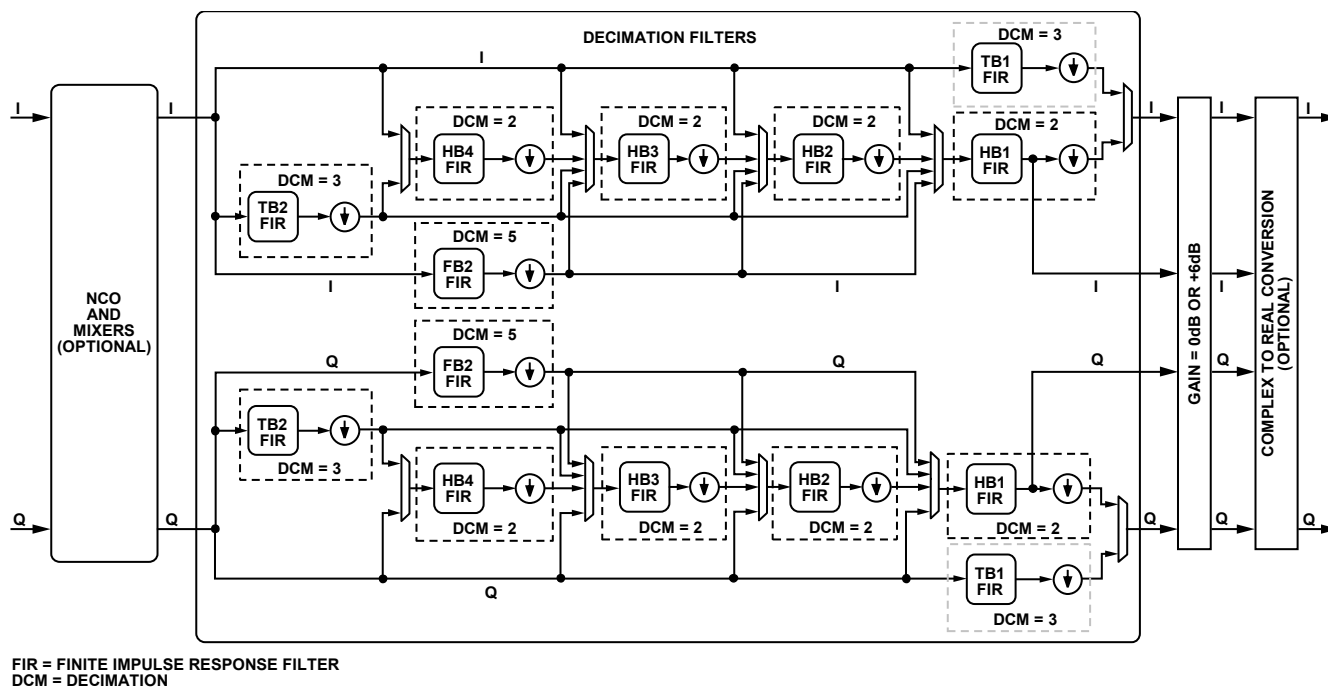 DECIMATION FILTERS
DCM = 3
I
TB1
FIR
I
I
DCM = 2
DCM = 2
DCM = 2
DCM = 2
I
I
I
HB4
FIR
HB3
FIR
HB2
FIR
HB1
FIR
DCM = 3
TB2
FIR
DCM = 5
FB2
FIR
I
I
I
I
NCO
AND
MIXERS
(OPTIONAL)
GAIN = 0dB OR +6dB
COMPLEX TO REAL CONVERSION
(OPTIONAL)
DCM = 5
Q
FB2
FIR
Q
Q
Q
Q
TB2
FIR
DCM = 3
HB4
FIR
DCM = 2
HB3
FIR
DCM = 2
HB2
FIR
DCM = 2
HB1
FIR
DCM = 2
Q
Q
Q
Q
Q
Q
TB1
FIR
DCM = 3
FIR = FINITE IMPULSE RESPONSE FILTER
DCM = DECIMATION